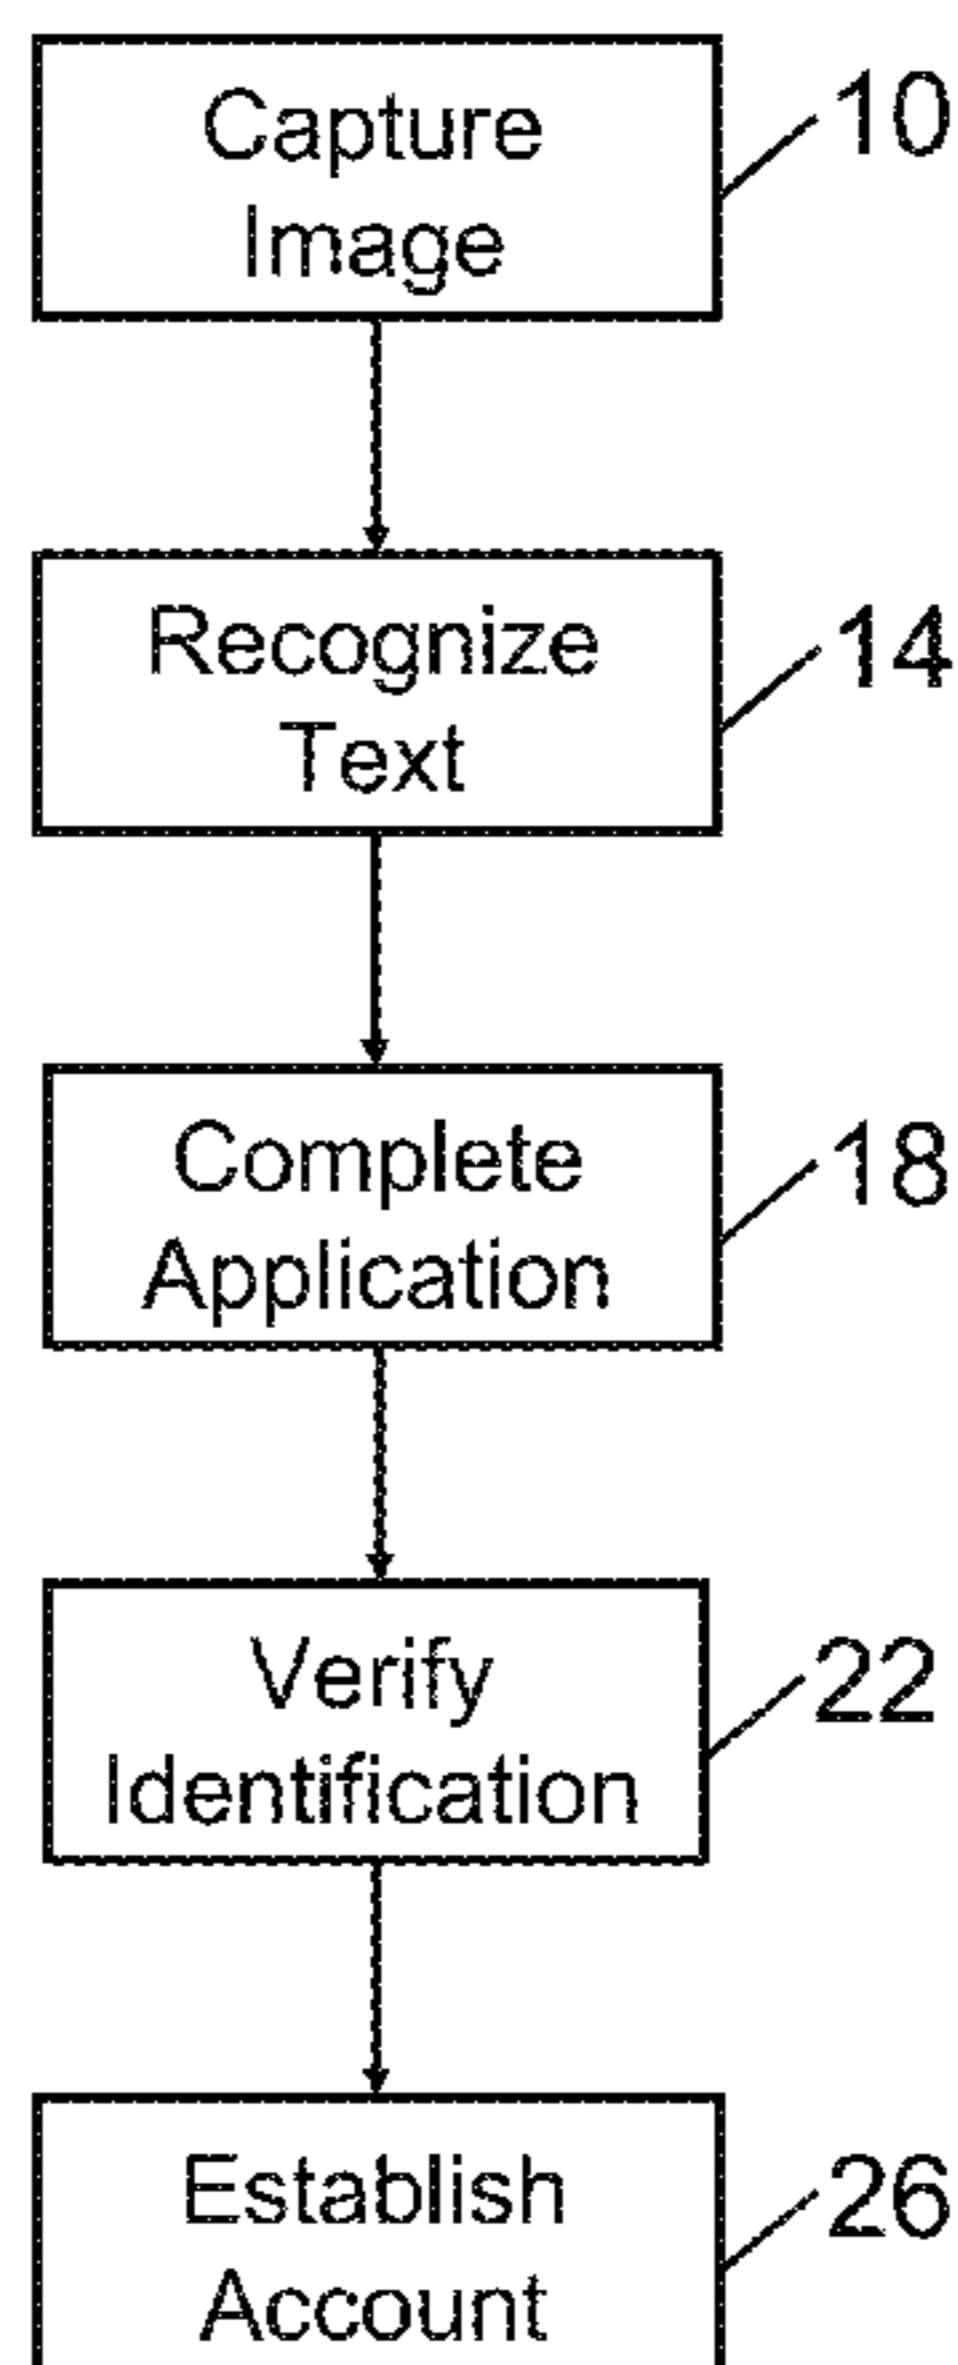 Capture
Image
10
Recognize
Text
14
Complete
Application
18
Verify
Identification
22
Establish
Account
26